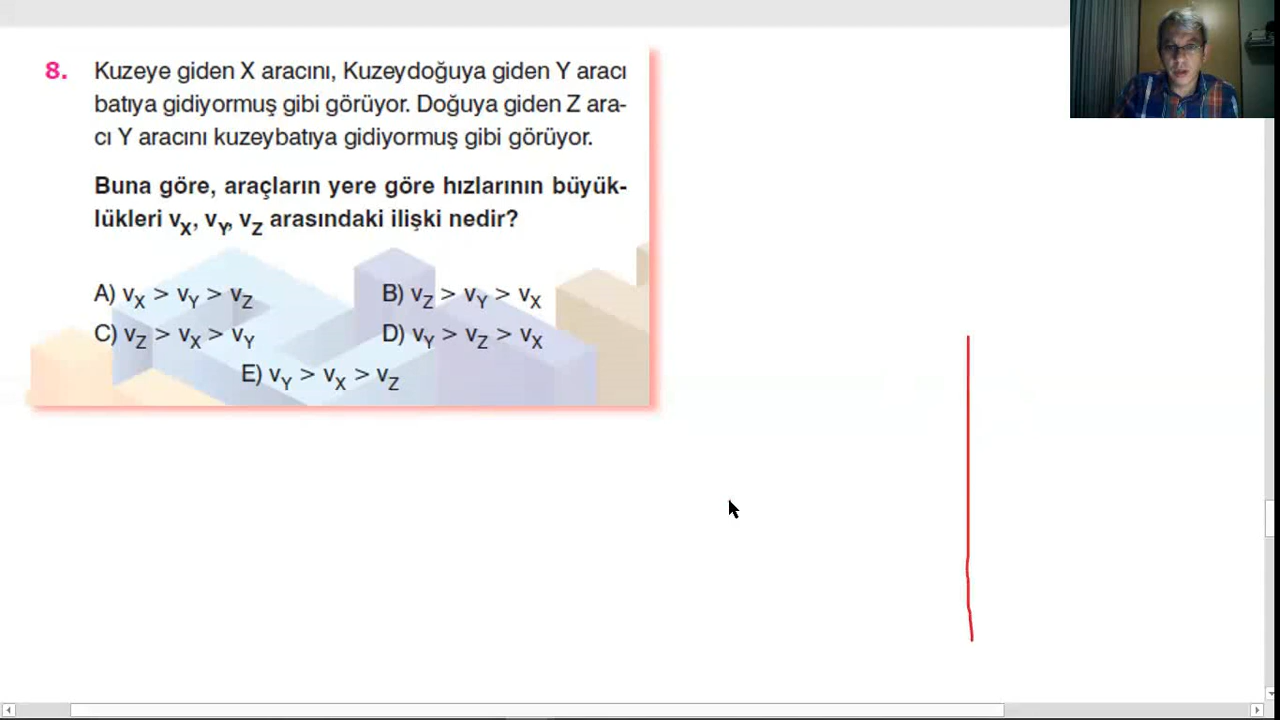 8. Kuzeye giden X aracını, Kuzeydoğuya giden Y aracı
batıya gidiyormuş gibi görüyor. Doğuya giden Z ara-
cı Y aracını kuzeybatıya gidiyormuş gibi görüyor.
Buna göre, araçların yere göre hızlarının büyük-
lükleri vX, vY, vZ arasındaki ilişki nedir?
A) vX > vY > vZ B) vZ > vY > vX
C) vZ > vX > vY D) vY > vZ > vX
E) vY > vX > vZ